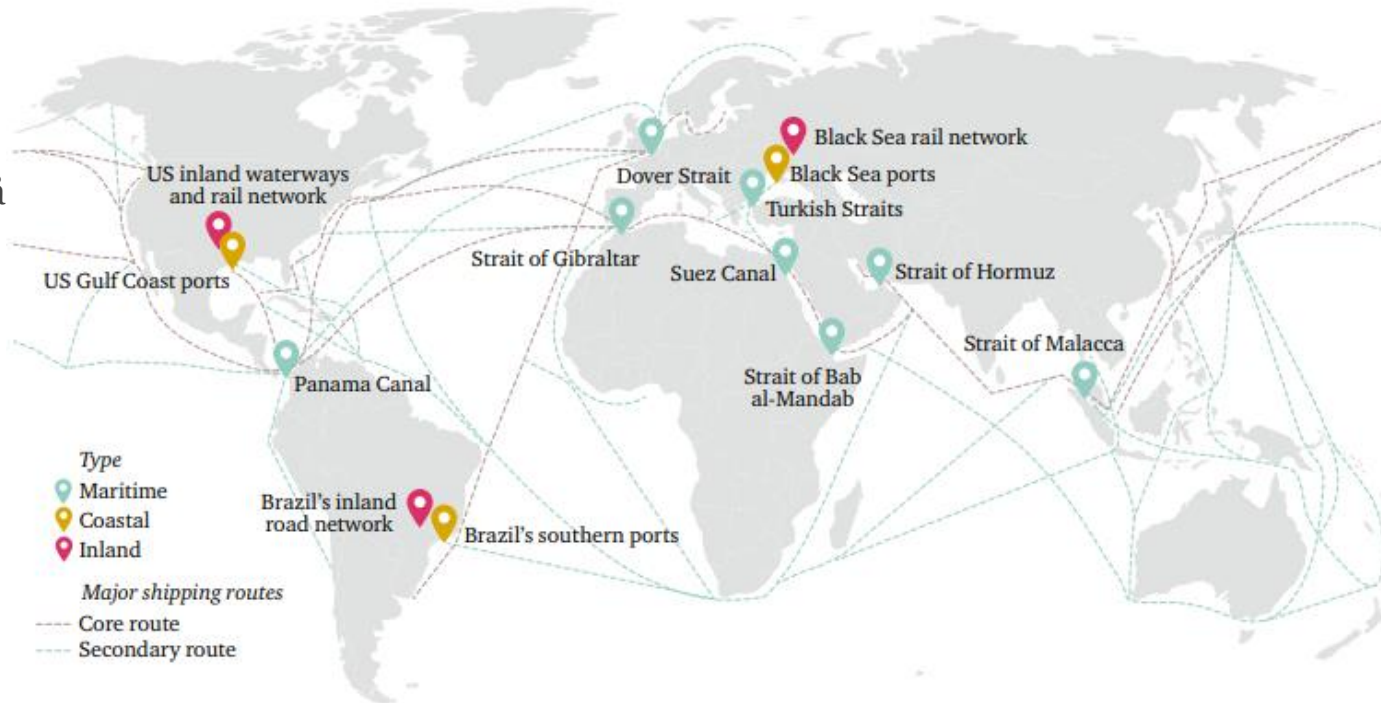 US inland waterways
and rail network
US Gulf Coast ports
Panama Canal
Dover Strait
Strait of Gibraltar
Black Sea rail network
Black Sea ports
Turkish Straits
Suez Canal
Strait of Hormuz
Strait of Bab
al-Mandab
Strait of Malacca
Brazil's inland
road network
Brazil's southern ports
Type
Maritime
Coastal
Inland
Major shipping routes
Core route
Secondary route